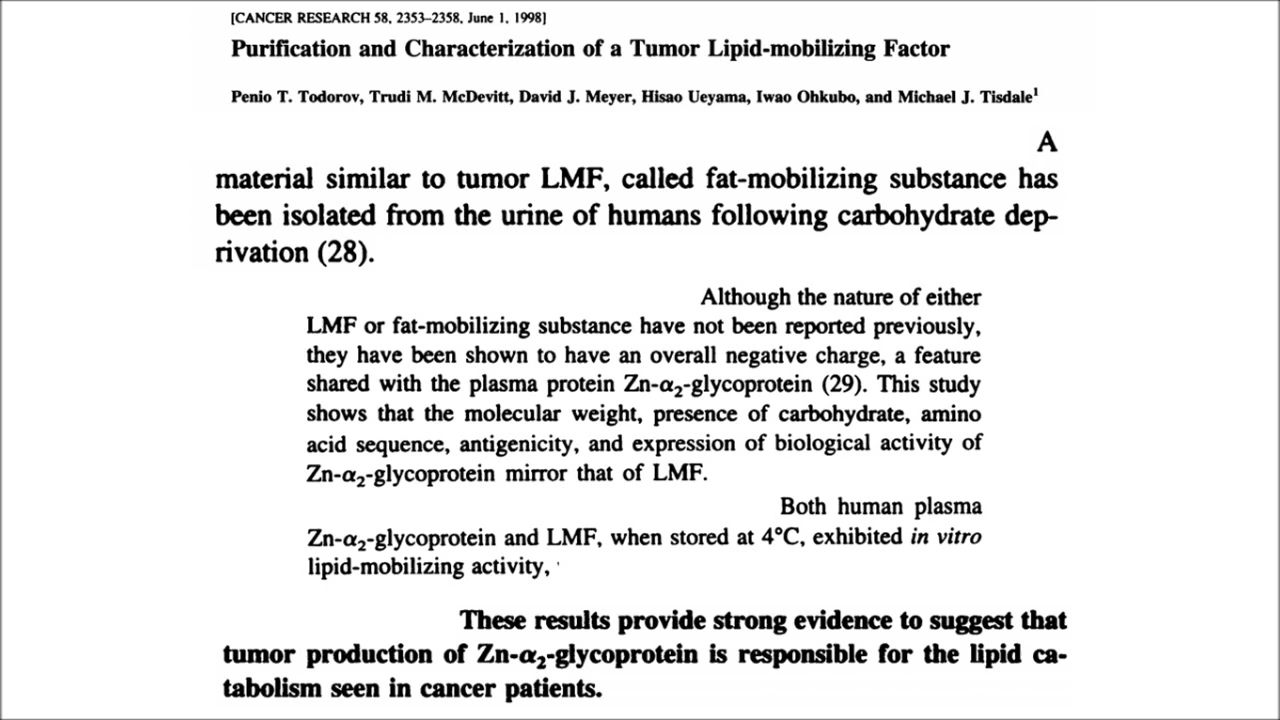 [CANCER RESEARCH 58, 2353–2358, June 1, 1998]
Purification and Characterization of a Tumor Lipid-mobilizing Factor
Penio T. Todorov, Trudi M. McDevitt, David J. Meyer, Hisao Ueyama, Iwao Ohkubo, and Michael J. Tisdale¹
A
material similar to tumor LMF, called fat-mobilizing substance has
been isolated from the urine of humans following carbohydrate dep-
rivation (28).
Although the nature of either
LMF or fat-mobilizing substance have not been reported previously,
they have been shown to have an overall negative charge, a feature
shared with the plasma protein Zn-α₂-glycoprotein (29). This study
shows that the molecular weight, presence of carbohydrate, amino
acid sequence, antigenicity, and expression of biological activity of
Zn-α₂-glycoprotein mirror that of LMF.
Both human plasma
Zn-α₂-glycoprotein and LMF, when stored at 4°C, exhibited in vitro
lipid-mobilizing activity,
These results provide strong evidence to suggest that
tumor production of Zn-α₂-glycoprotein is responsible for the lipid ca-
tabolism seen in cancer patients.